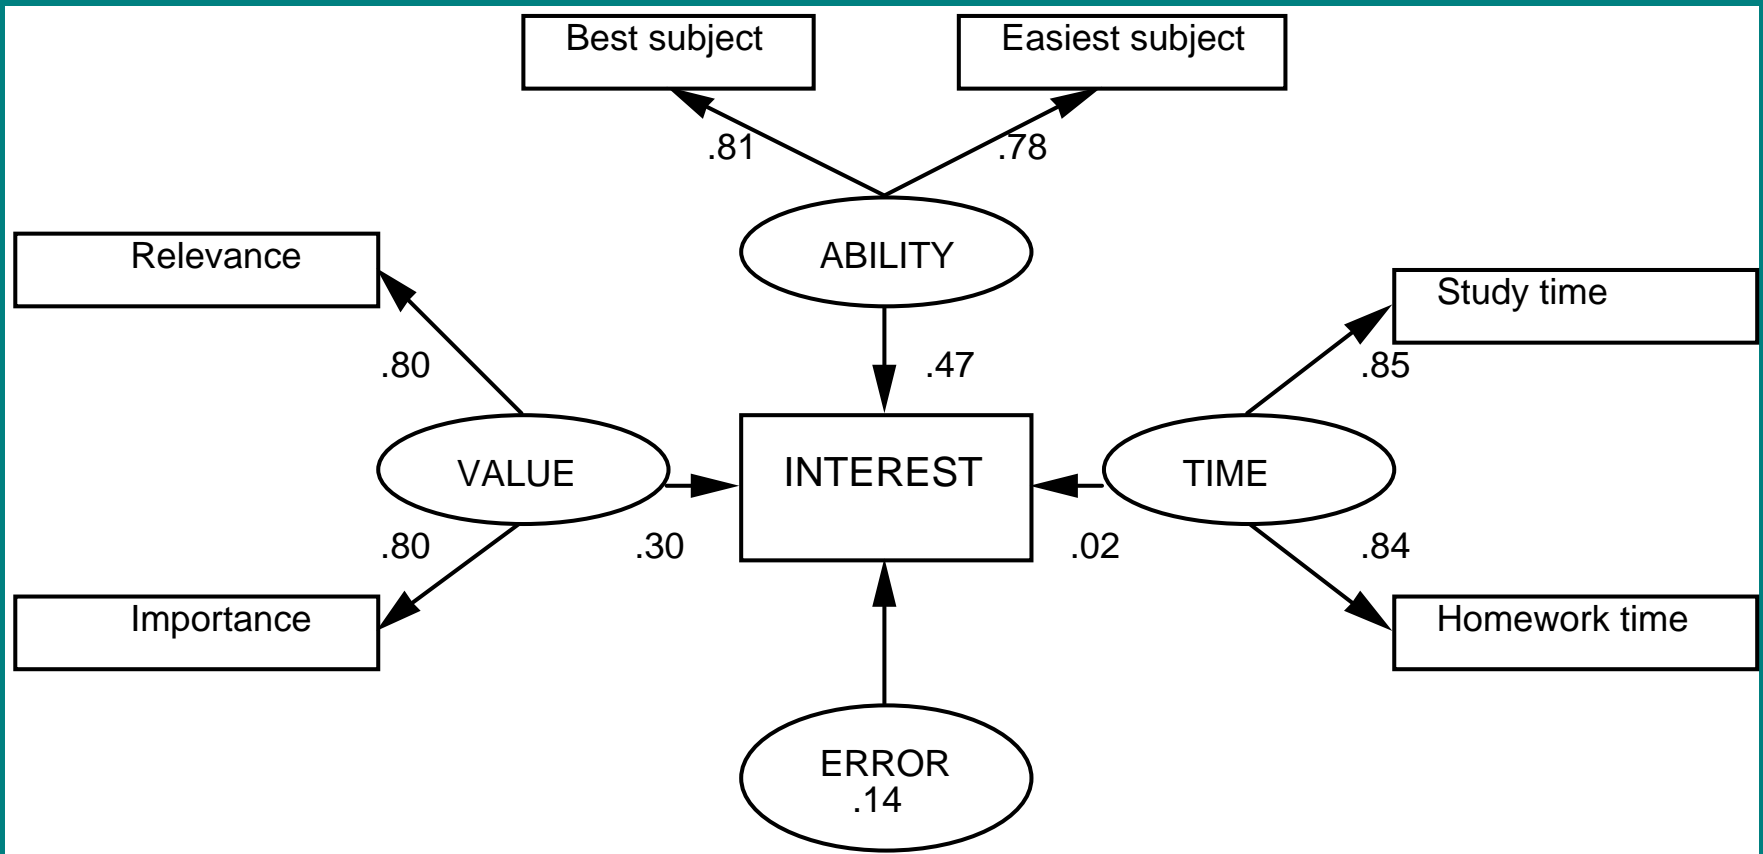 Best subject
Easiest subject
.81
.78
Relevance
ABILITY
Study time
.80
.47
.85
VALUE
INTEREST
TIME
.80
.30
.02
.84
Importance
Homework time
ERROR
.14